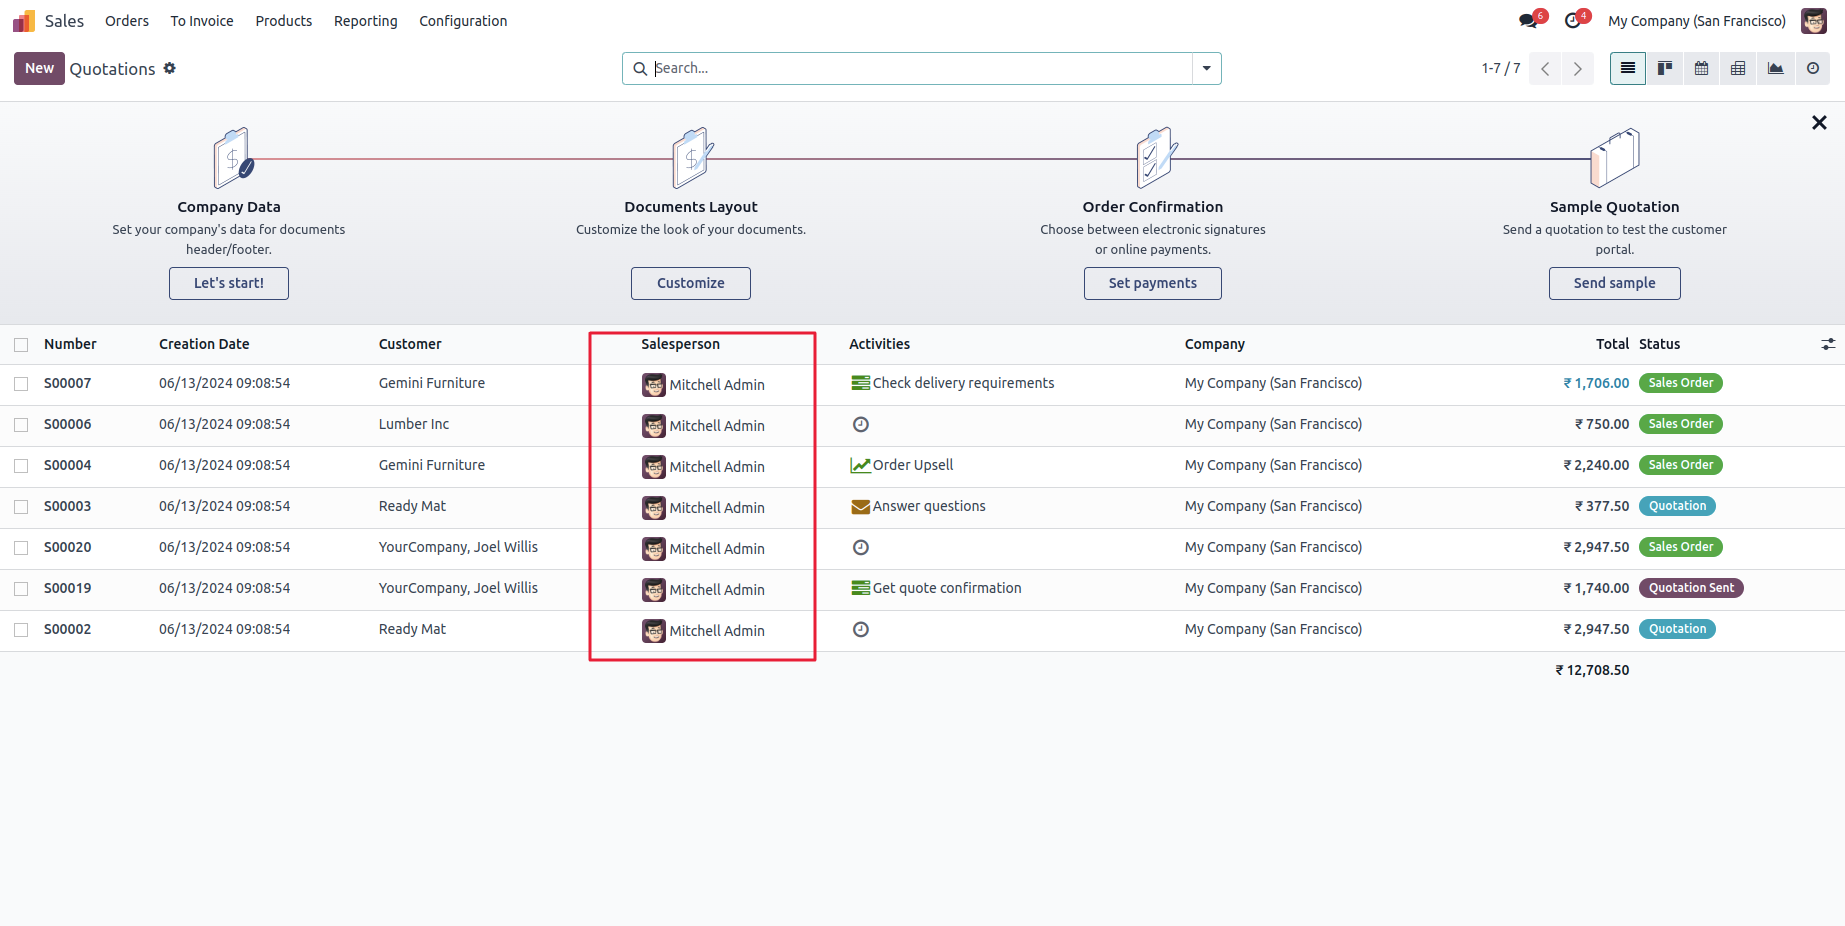 Sales Orders To Invoice Products Reporting Configuration 6 4 My Company (San Francisco)
New Quotations Search... 1-7 / 7
Company Data Documents Layout Order Confirmation Sample Quotation
Set your company's data for documents Customize the look of your documents. Choose between electronic signatures Send a quotation to test the customer
header/footer. or online payments. portal.
Let's start! Customize Set payments Send sample
Number Creation Date Customer Salesperson Activities Company Total Status
S00007 06/13/2024 09:08:54 Gemini Furniture Mitchell Admin Check delivery requirements My Company (San Francisco) ₹ 1,706.00 Sales Order
S00006 06/13/2024 09:08:54 Lumber Inc Mitchell Admin My Company (San Francisco) ₹ 750.00 Sales Order
S00004 06/13/2024 09:08:54 Gemini Furniture Mitchell Admin Order Upsell My Company (San Francisco) ₹ 2,240.00 Sales Order
S00003 06/13/2024 09:08:54 Ready Mat Mitchell Admin Answer questions My Company (San Francisco) ₹ 377.50 Quotation
S00020 06/13/2024 09:08:54 YourCompany, Joel Willis Mitchell Admin My Company (San Francisco) ₹ 2,947.50 Sales Order
S00019 06/13/2024 09:08:54 YourCompany, Joel Willis Mitchell Admin Get quote confirmation My Company (San Francisco) ₹ 1,740.00 Quotation Sent
S00002 06/13/2024 09:08:54 Ready Mat Mitchell Admin My Company (San Francisco) ₹ 2,947.50 Quotation
₹ 12,708.50